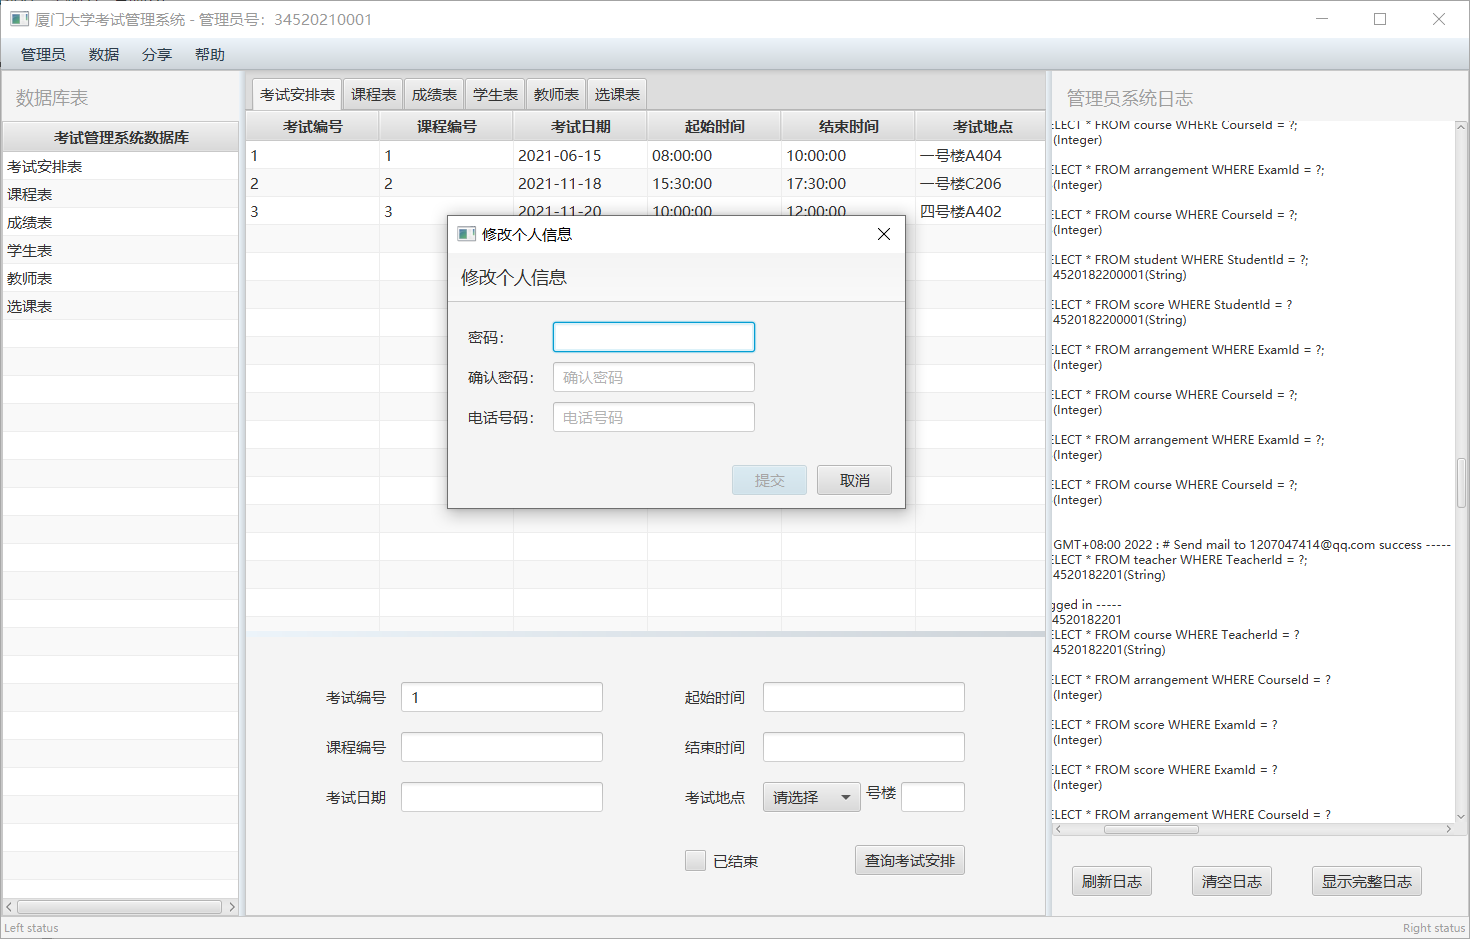 厦门大学考试管理系统 - 管理员号：34520210001
管理员 数据 分享 帮助
数据库表
考试管理系统数据库
考试安排表
课程表
成绩表
学生表
教师表
选课表
考试安排表 课程表 成绩表 学生表 教师表 选课表
考试编号 课程编号 考试日期 起始时间 结束时间 考试地点
1 1 2021-06-15 08:00:00 10:00:00 一号楼A404
2 2 2021-11-18 15:30:00 17:30:00 一号楼C206
3 3 2021-11-20 10:00:00 12:00:00 四号楼A402
修改个人信息
修改个人信息
密码：
确认密码： 确认密码
电话号码： 电话号码
提交 取消
考试编号 1 起始时间
课程编号 结束时间
考试日期 考试地点 请选择 号楼
已结束 查询考试安排
管理员系统日志
ELECT * FROM course WHERE CourseId = ?;
(Integer)
ELECT * FROM arrangement WHERE ExamId = ?;
(Integer)
ELECT * FROM course WHERE CourseId = ?;
(Integer)
ELECT * FROM student WHERE StudentId = ?;
4520182200001(String)
ELECT * FROM score WHERE StudentId = ?
4520182200001(String)
ELECT * FROM arrangement WHERE ExamId = ?;
(Integer)
ELECT * FROM course WHERE CourseId = ?;
(Integer)
ELECT * FROM arrangement WHERE ExamId = ?;
(Integer)
ELECT * FROM course WHERE CourseId = ?;
(Integer)
GMT+08:00 2022 : # Send mail to 1207047414@qq.com success -----
ELECT * FROM teacher WHERE TeacherId = ?;
4520182201(String)
gged in -----
4520182201
ELECT * FROM course WHERE TeacherId = ?
4520182201(String)
ELECT * FROM arrangement WHERE CourseId = ?
(Integer)
ELECT * FROM score WHERE ExamId = ?
(Integer)
ELECT * FROM score WHERE ExamId = ?
(Integer)
ELECT * FROM arrangement WHERE CourseId = ?
刷新日志 清空日志 显示完整日志
Left status Right status